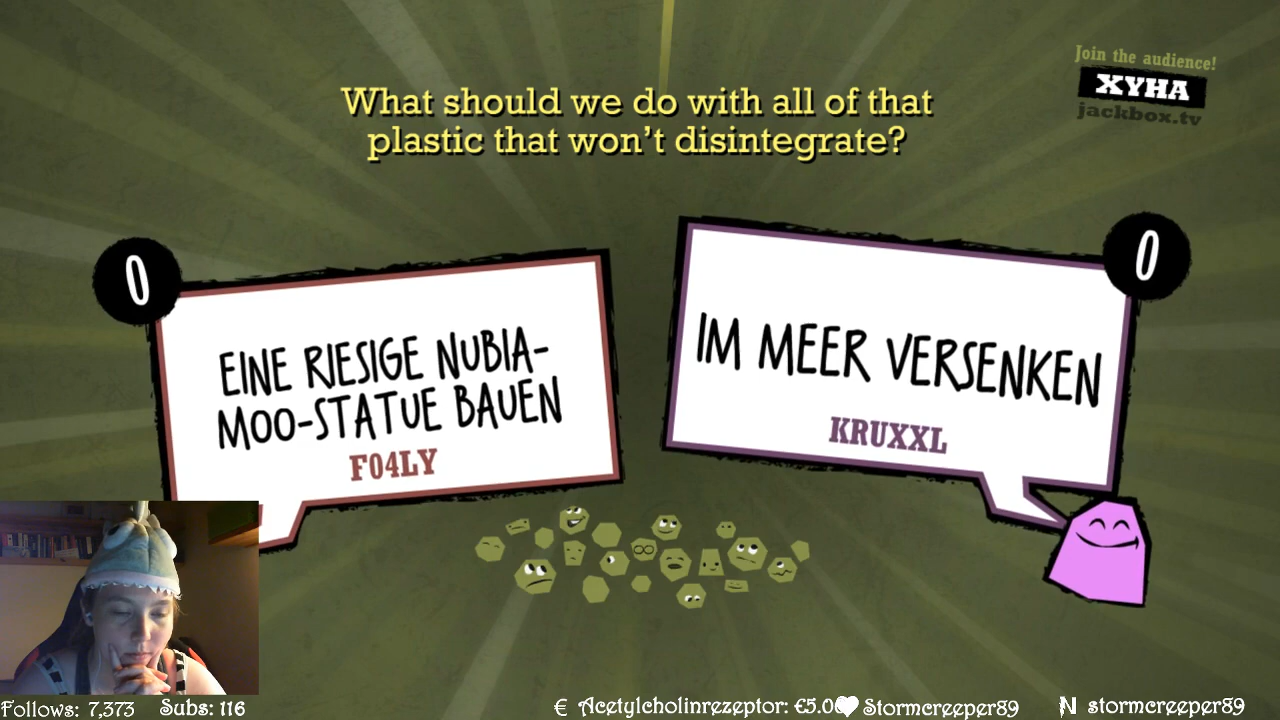 Join the audience!
XYHA
jackbox.tv
What should we do with all of that
plastic that won't disintegrate?
0
EINE RIESIGE NUBIA-
MOO-STATUE BAUEN
F04LY
0
IM MEER VERSENKEN
KRUXXL
Follows: 7,373 Subs: 116 € Acetylcholinrezeptor: €5.0 Stormcreeper89 N stormcreeper89